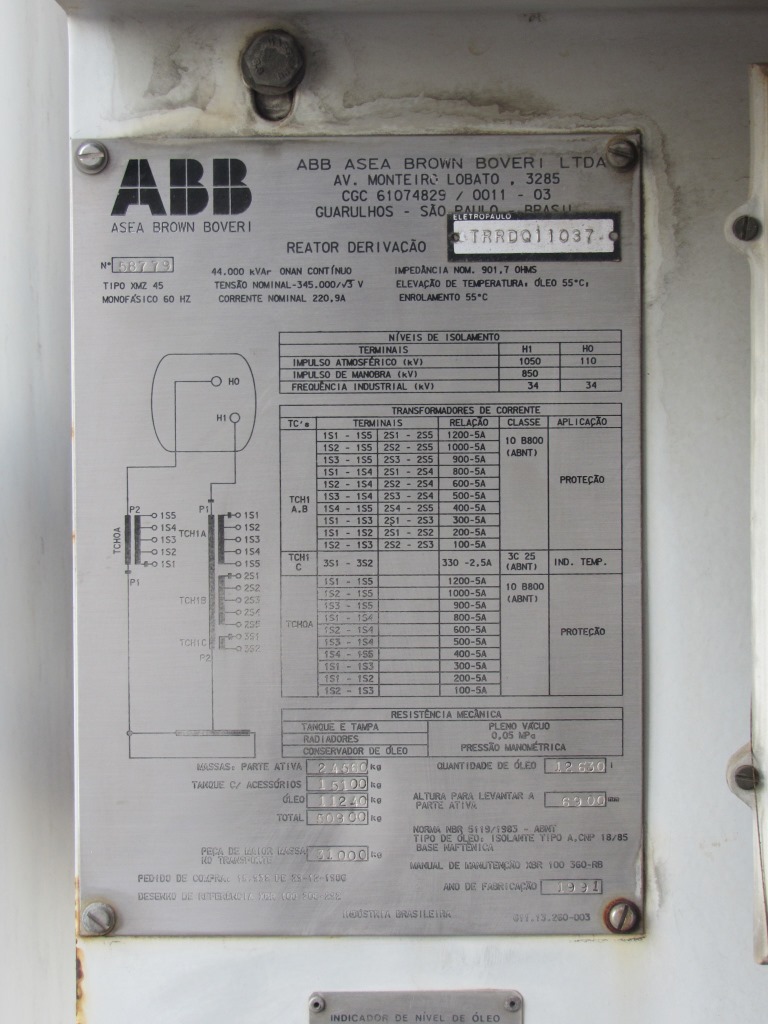 ABB
ASEA BROWN BOVERI
ABB ASEA BROWN BOVERI LTDA
AV. MONTEIRO LOBATO , 3285
CGC 61074829 / 0011 - 03
GUARULHOS - SÃO PAULO - BRASIL
ELETROPAULO
TRRDQ11037
REATOR DERIVAÇÃO
Nº 58779
TIPO XMZ 45
MONOFÁSICO 60 HZ
44.000 kVAr ONAN CONTÍNUO
TENSÃO NOMINAL-345.000/√3 V
CORRENTE NOMINAL 220,9A
IMPEDÂNCIA NOM. 901,7 OHMS
ELEVAÇÃO DE TEMPERATURA: ÓLEO 55°C;
ENROLAMENTO 55°C
NÍVEIS DE ISOLAMENTO
TERMINAIS H1 H0
IMPULSO ATMOSFÉRICO (kV) 1050 110
IMPULSO DE MANOBRA (kV) 850
FREQUÊNCIA INDUSTRIAL (kV) 34 34
TRANSFORMADORES DE CORRENTE
TC's TERMINAIS RELAÇÃO CLASSE APLICAÇÃO
TCH1 A.B
1S1 - 1S5 2S1 - 2S5 1200-5A
1S2 - 1S5 2S2 - 2S5 1000-5A
1S3 - 1S5 2S3 - 2S5 900-5A
1S1 - 1S4 2S1 - 2S4 800-5A
1S2 - 1S4 2S2 - 2S4 600-5A
1S3 - 1S4 2S3 - 2S4 500-5A
1S4 - 1S5 2S4 - 2S5 400-5A
1S1 - 1S3 2S1 - 2S3 300-5A
1S1 - 1S2 2S1 - 2S2 200-5A
1S2 - 1S3 2S2 - 2S3 100-5A
10 B800
(ABNT)
PROTEÇÃO
TCH1 C 3S1 - 3S2 330 -2,5A 3C 25 (ABNT) IND. TEMP.
TCH0A
1S1 - 1S5 1200-5A
1S2 - 1S5 1000-5A
1S3 - 1S5 900-5A
1S1 - 1S4 800-5A
1S2 - 1S4 600-5A
1S3 - 1S4 500-5A
1S4 - 1S5 400-5A
1S1 - 1S3 300-5A
1S1 - 1S2 200-5A
1S2 - 1S3 100-5A
10 B800
(ABNT)
PROTEÇÃO
H0
H1
P2
TCH0A
1S5
1S4
1S3
1S2
1S1
P1
P1
TCH1A
1S1
1S2
1S3
1S4
1S5
TCH1B
2S1
2S2
2S3
2S4
2S5
TCH1C
3S1
3S2
P2
RESISTÊNCIA MECÂNICA
TANQUE E TAMPA PLENO VÁCUO
RADIADORES 0,05 MPa
CONSERVADOR DE ÓLEO PRESSÃO MANOMÉTRICA
MASSAS: PARTE ATIVA kg
TANQUE C/ ACESSÓRIOS 15100 kg
ÓLEO 11240 kg
TOTAL kg
PEÇA DE MAIOR MASSA
NO TRANSPORTE kg
QUANTIDADE DE ÓLEO 12630 l
ALTURA PARA LEVANTAR A
PARTE ATIVA 6900 mm
NORMA NBR 5119/1983 - ABNT
TIPO DE ÓLEO: ISOLANTE TIPO A,CNP 18/85
BASE NAFTÊNICA
MANUAL DE MANUTENÇÃO XBR 100 360-RB
PEDIDO DE COMPRA:
DESENHO DE REFERÊNCIA
ANO DE FABRICAÇÃO 1991
INDÚSTRIA BRASILEIRA
INDICADOR DE NÍVEL DE ÓLEO